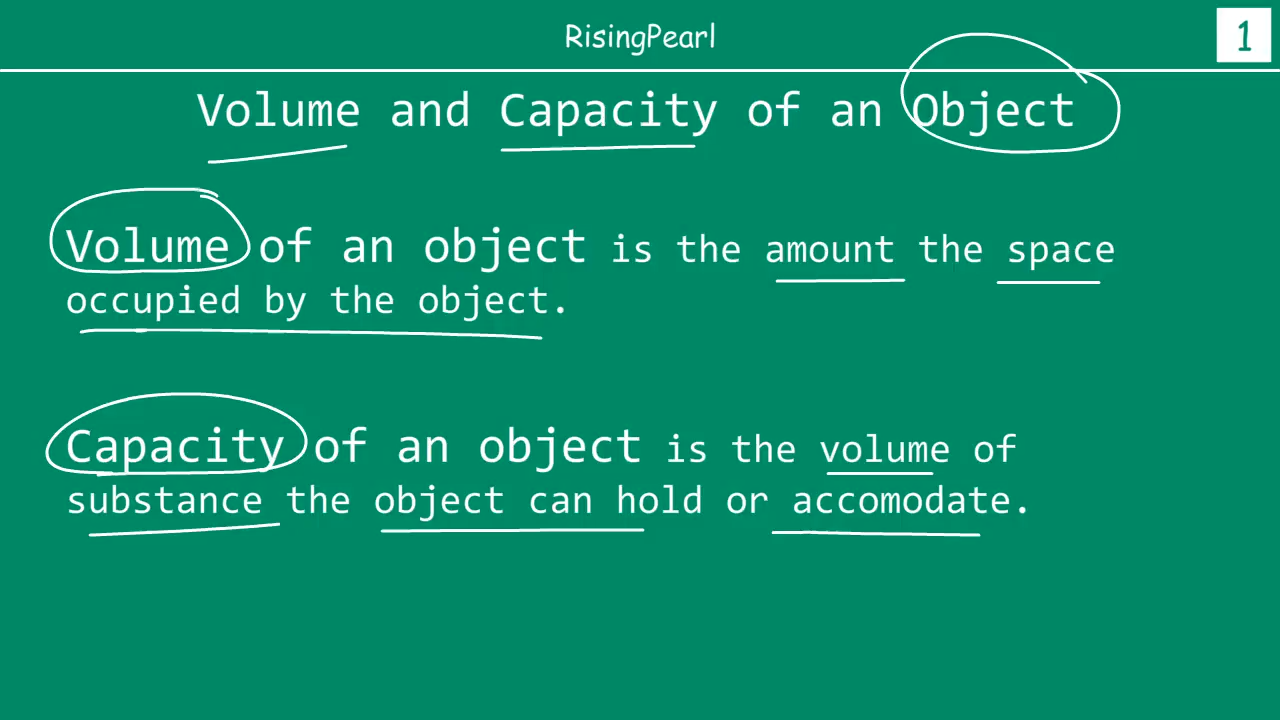 RisingPearl
1
Volume and Capacity of an Object
Volume of an object is the amount the space
occupied by the object.
Capacity of an object is the volume of
substance the object can hold or accomodate.